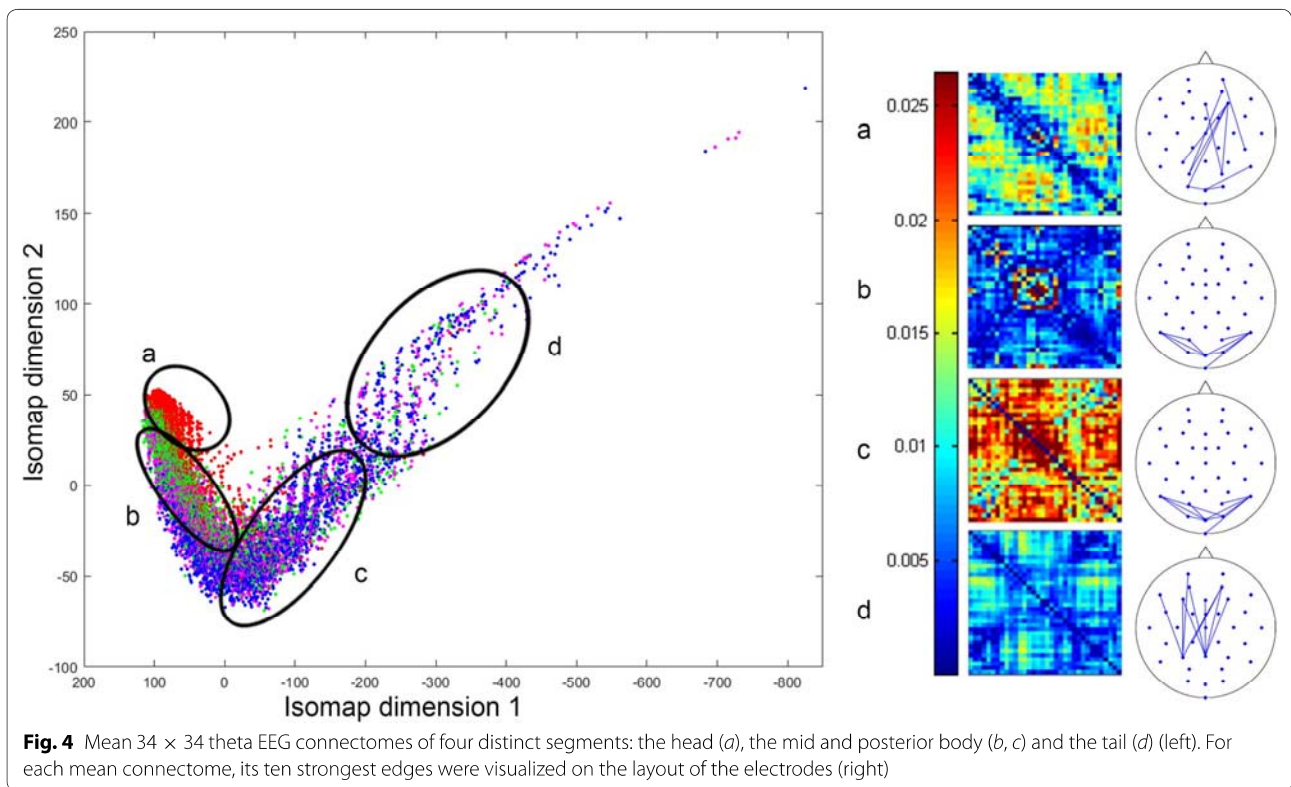 250
200
150
100
50
0
-50
-100
200 100 0 -100 -200 -300 -400 -500 -600 -700 -800
Isomap dimension 2
Isomap dimension 1
a
b
c
d
0.025
0.02
0.015
0.01
0.005
a
b
c
d
Fig. 4 Mean 34 × 34 theta EEG connectomes of four distinct segments: the head (a), the mid and posterior body (b, c) and the tail (d) (left). For
each mean connectome, its ten strongest edges were visualized on the layout of the electrodes (right)